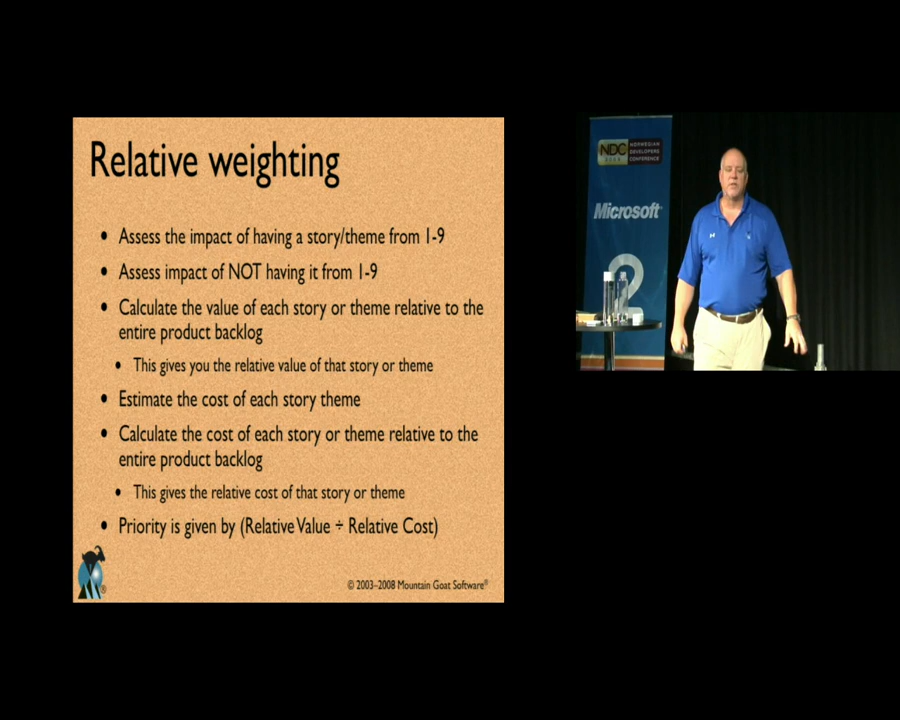 Relative weighting
• Assess the impact of having a story/theme from 1-9
• Assess impact of NOT having it from 1-9
• Calculate the value of each story or theme relative to the
entire product backlog
• This gives you the relative value of that story or theme
• Estimate the cost of each story theme
• Calculate the cost of each story or theme relative to the
entire product backlog
• This gives the relative cost of that story or theme
• Priority is given by (Relative Value ÷ Relative Cost)
® © 2003–2008 Mountain Goat Software®
NDC
NORWEGIAN
DEVELOPERS
CONFERENCE
Microsoft
2